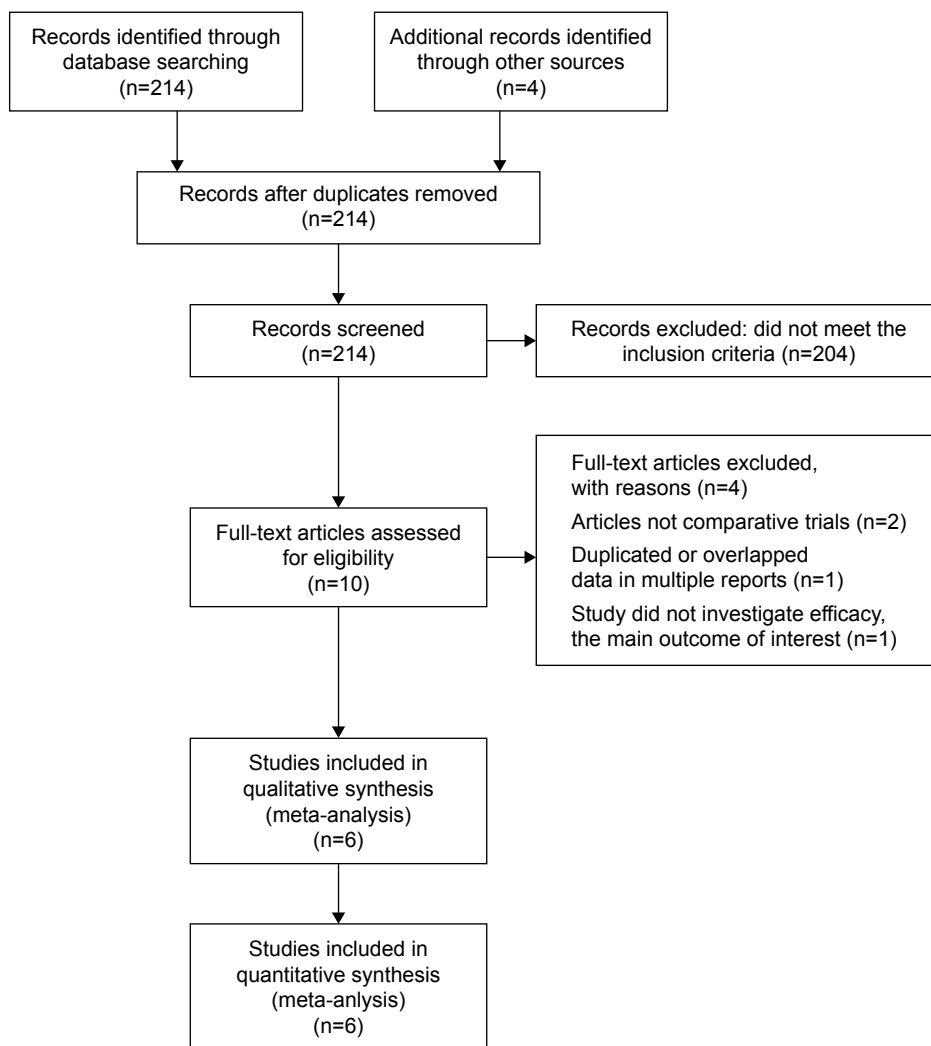 Records identified through
database searching
(n=214)
Additional records identified
through other sources
(n=4)
Records after duplicates removed
(n=214)
Records screened
(n=214)
Records excluded: did not meet the
inclusion criteria (n=204)
Full-text articles assessed
for eligibility
(n=10)
Full-text articles excluded,
with reasons (n=4)
Articles not comparative trials (n=2)
Duplicated or overlapped
data in multiple reports (n=1)
Study did not investigate efficacy,
the main outcome of interest (n=1)
Studies included in
qualitative synthesis
(meta-analysis)
(n=6)
Studies included in
quantitative synthesis
(meta-anlysis)
(n=6)